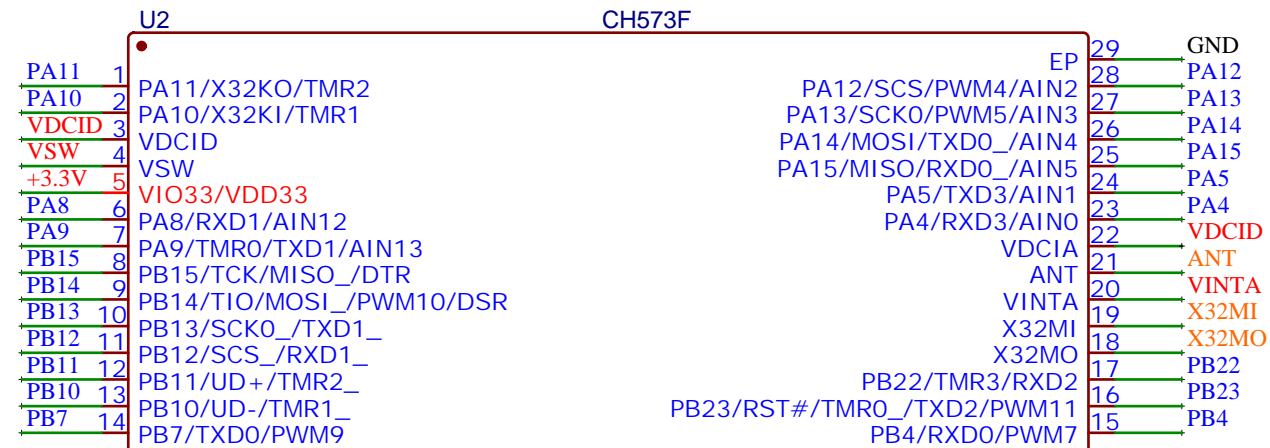 U2 CH573F
PA11 1 PA11/X32KO/TMR2
PA10 2 PA10/X32KI/TMR1
VDCID 3 VDCID
VSW 4 VSW
+3.3V 5 VIO33/VDD33
PA8 6 PA8/RXD1/AIN12
PA9 7 PA9/TMR0/TXD1/AIN13
PB15 8 PB15/TCK/MISO_/DTR
PB14 9 PB14/TIO/MOSI_/PWM10/DSR
PB13 10 PB13/SCK0_/TXD1_
PB12 11 PB12/SCS_/RXD1_
PB11 12 PB11/UD+/TMR2_
PB10 13 PB10/UD-/TMR1_
PB7 14 PB7/TXD0/PWM9
EP 29 GND
PA12/SCS/PWM4/AIN2 28 PA12
PA13/SCK0/PWM5/AIN3 27 PA13
PA14/MOSI/TXD0_/AIN4 26 PA14
PA15/MISO/RXD0_/AIN5 25 PA15
PA5/TXD3/AIN1 24 PA5
PA4/RXD3/AIN0 23 PA4
VDCIA 22 VDCID
ANT 21 ANT
VINTA 20 VINTA
X32MI 19 X32MI
X32MO 18 X32MO
PB22/TMR3/RXD2 17 PB22
PB23/RST#/TMR0_/TXD2/PWM11 16 PB23
PB4/RXD0/PWM7 15 PB4